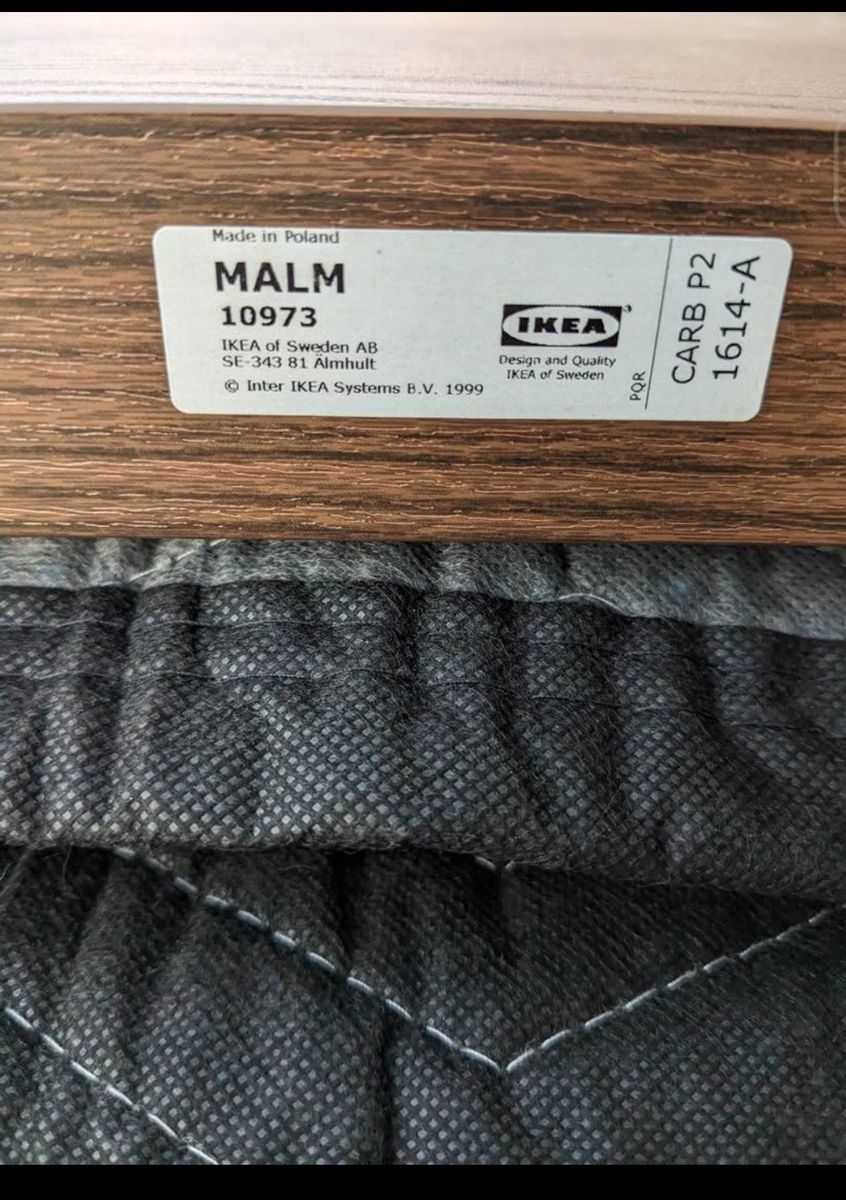 Made in Poland
MALM
10973
IKEA of Sweden AB
SE-343 81 Älmhult
© Inter IKEA Systems B.V. 1999
IKEA
Design and Quality
IKEA of Sweden
PQR
CARB P2
1614-A